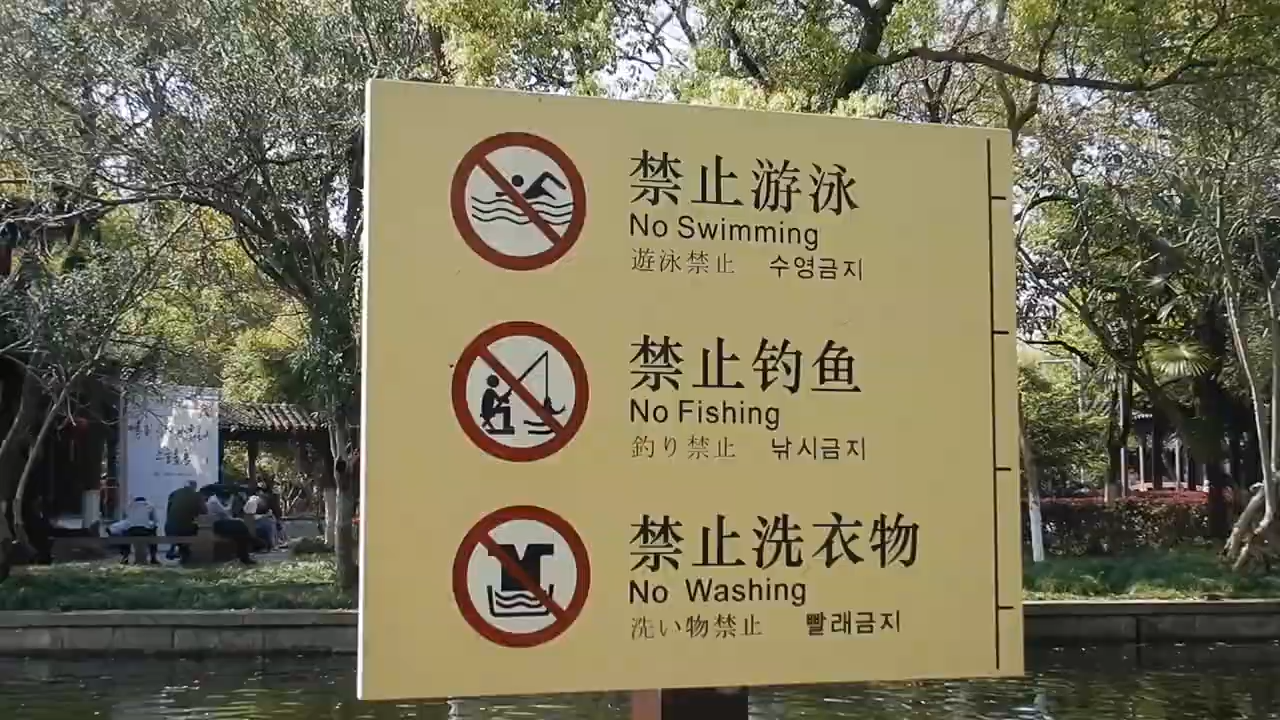 禁止游泳
No Swimming
遊泳禁止 수영금지
禁止钓鱼
No Fishing
釣り禁止 낚시금지
禁止洗衣物
No Washing
洗い物禁止 빨래금지